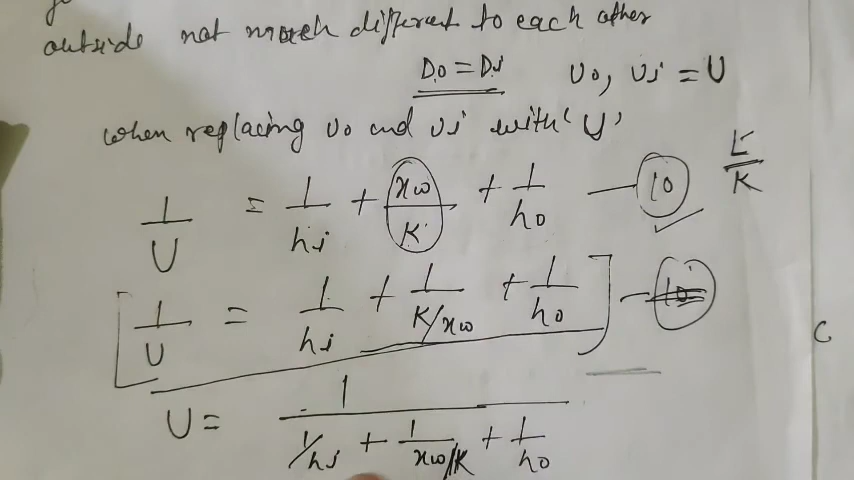 outside not much different to each other
Do = Di Uo, Ui = U
when replacing Uo and Ui with 'U'
1/U = 1/hi + xw/K + 1/ho — 10 L/K
[1/U = 1/hi + 1/(K/xw) + 1/ho] — 10
C
U = 1/(1/hi + 1/(xw/K) + 1/ho)